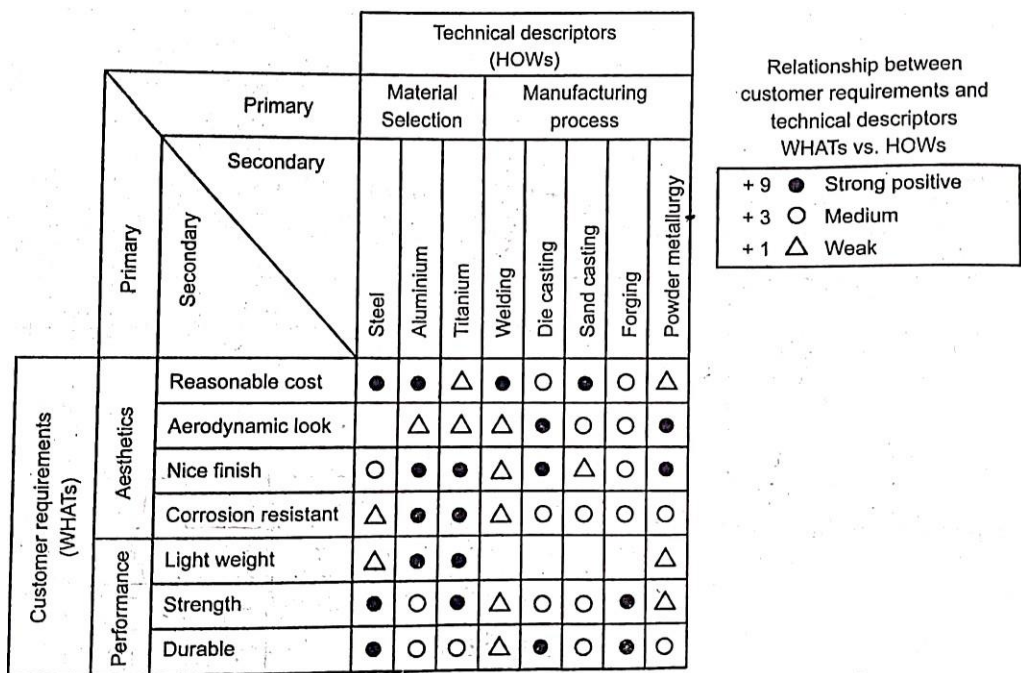 Technical descriptors
(HOWs)
Primary
Material
Selection
Manufacturing
process
Primary
Secondary
Secondary
Steel
Aluminium
Titanium
Welding
Die casting
Sand casting
Forging
Powder metallurgy
Relationship between
customer requirements and
technical descriptors
WHATs vs. HOWs
+ 9 ● Strong positive
+ 3 ○ Medium
+ 1 △ Weak
Customer requirements
(WHATs)
Aesthetics
Reasonable cost ● ● △ ● ○ ● ○ △
Aerodynamic look △ △ △ ● ○ ○ ●
Nice finish ○ ● ● △ ● △ ○ ●
Corrosion resistant △ ● ● △ ○ ○ ○ ○
Performance
Light weight △ ● ● △
Strength ● ○ ● △ ○ ○ ● △
Durable ● ○ ○ △ ● ○ ● ○